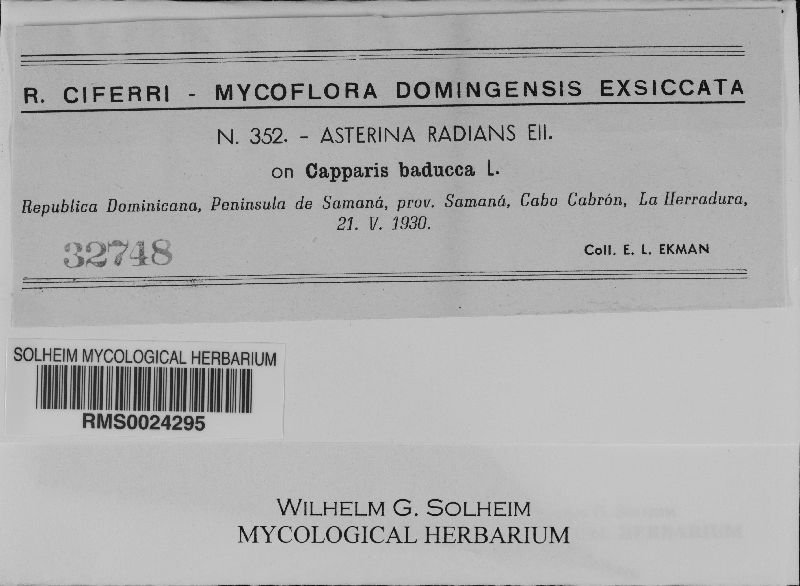 R. CIFERRI - MYCOFLORA DOMINGENSIS EXSICCATA
N. 352. - ASTERINA RADIANS Ell.
on Capparis baducca L.
Republica Dominicana, Peninsula de Samaná, prov. Samaná, Cabo Cabrón, La Herradura,
21. V. 1930.
32748
Coll. E. L. EKMAN
SOLHEIM MYCOLOGICAL HERBARIUM
RMS0024295
WILHELM G. SOLHEIM
MYCOLOGICAL HERBARIUM